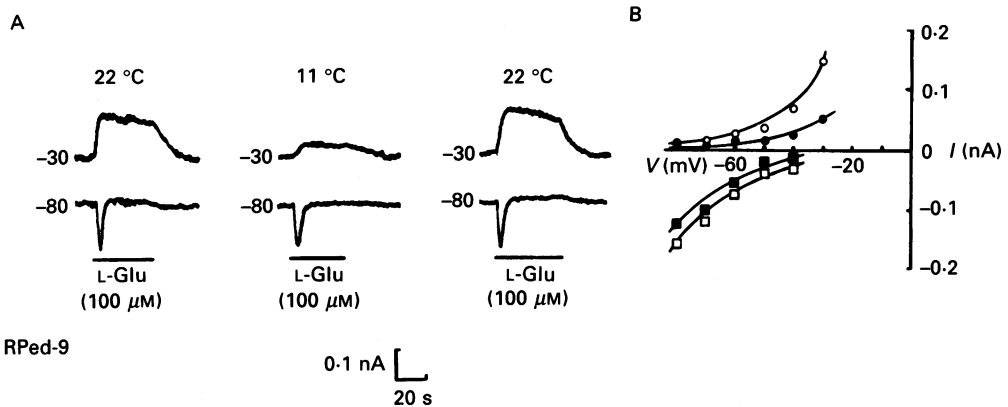 A
22 °C
11 °C
22 °C
-30
-30
-30
-80
-80
-80
L-Glu
(100 μM)
L-Glu
(100 μM)
L-Glu
(100 μM)
RPed-9
0·1 nA
20 s
B
0·2
0·1
V (mV) -60
-20
0
I (nA)
-0·1
-0·2